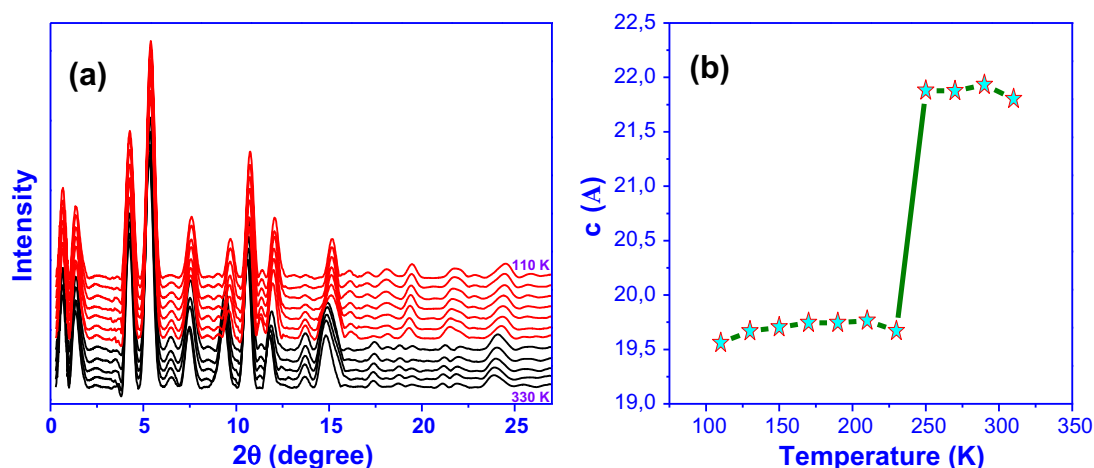 (a)
Intensity
110 K
330 K
0 5 10 15 20 25
2θ (degree)
(b)
c (A)
22,5
22,0
21,5
21,0
20,5
20,0
19,5
19,0
100 150 200 250 300 350
Temperature (K)